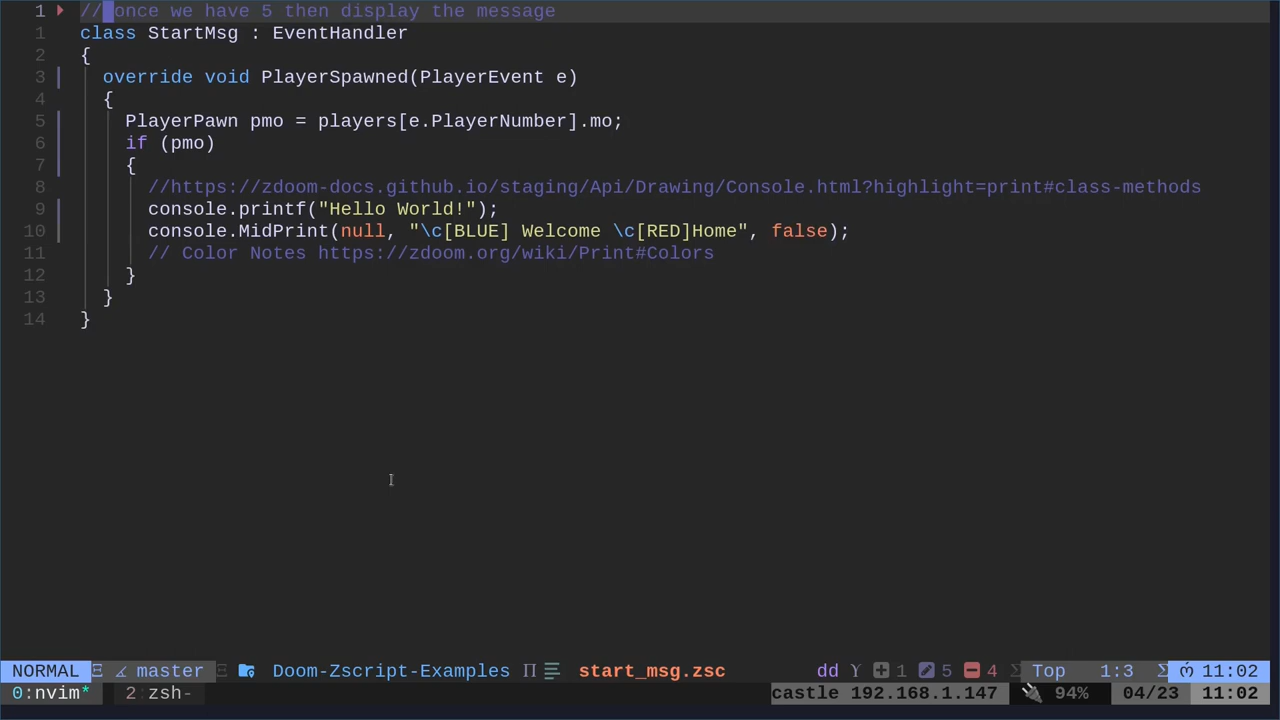 1 // once we have 5 then display the message
1 class StartMsg : EventHandler
2 {
3 override void PlayerSpawned(PlayerEvent e)
4 {
5 PlayerPawn pmo = players[e.PlayerNumber].mo;
6 if (pmo)
7 {
8 //https://zdoom-docs.github.io/staging/Api/Drawing/Console.html?highlight=print#class-methods
9 console.printf("Hello World!");
10 console.MidPrint(null, "\c[BLUE] Welcome \c[RED]Home", false);
11 // Color Notes https://zdoom.org/wiki/Print#Colors
12 }
13 }
14 }
NORMAL master Doom-Zscript-Examples start_msg.zsc dd 1 5 4 Top 1:3 11:02
0:nvim* 2:zsh- castle 192.168.1.147 94% 04/23 11:02